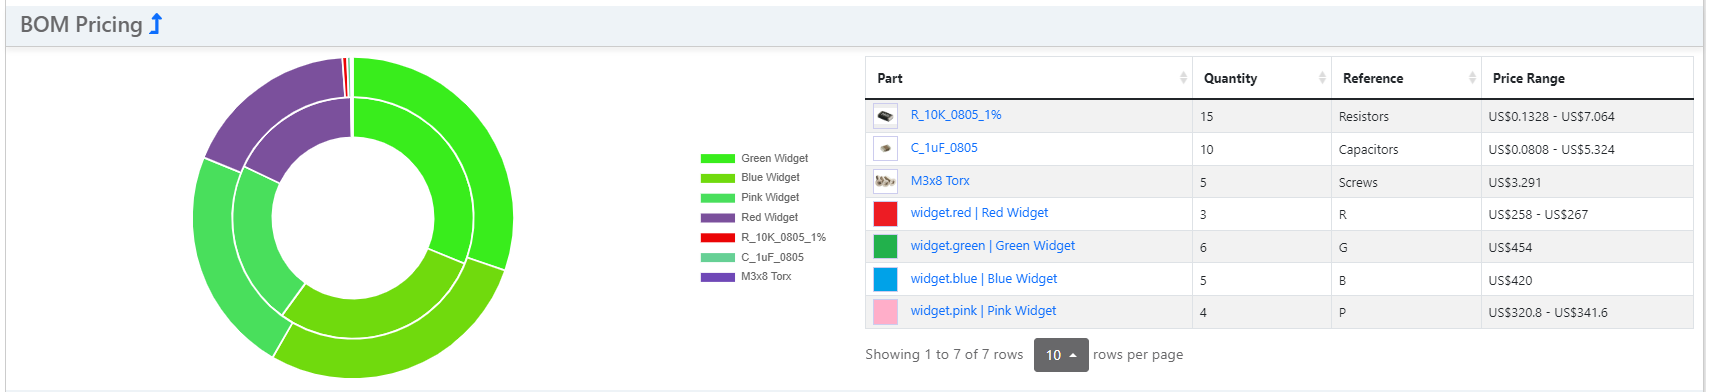 BOM Pricing
Green Widget
Blue Widget
Pink Widget
Red Widget
R_10K_0805_1%
C_1uF_0805
M3x8 Torx
Part Quantity Reference Price Range
R_10K_0805_1% 15 Resistors US$0.1328 - US$7.064
C_1uF_0805 10 Capacitors US$0.0808 - US$5.324
M3x8 Torx 5 Screws US$3.291
widget.red | Red Widget 3 R US$258 - US$267
widget.green | Green Widget 6 G US$454
widget.blue | Blue Widget 5 B US$420
widget.pink | Pink Widget 4 P US$320.8 - US$341.6
Showing 1 to 7 of 7 rows 10 rows per page